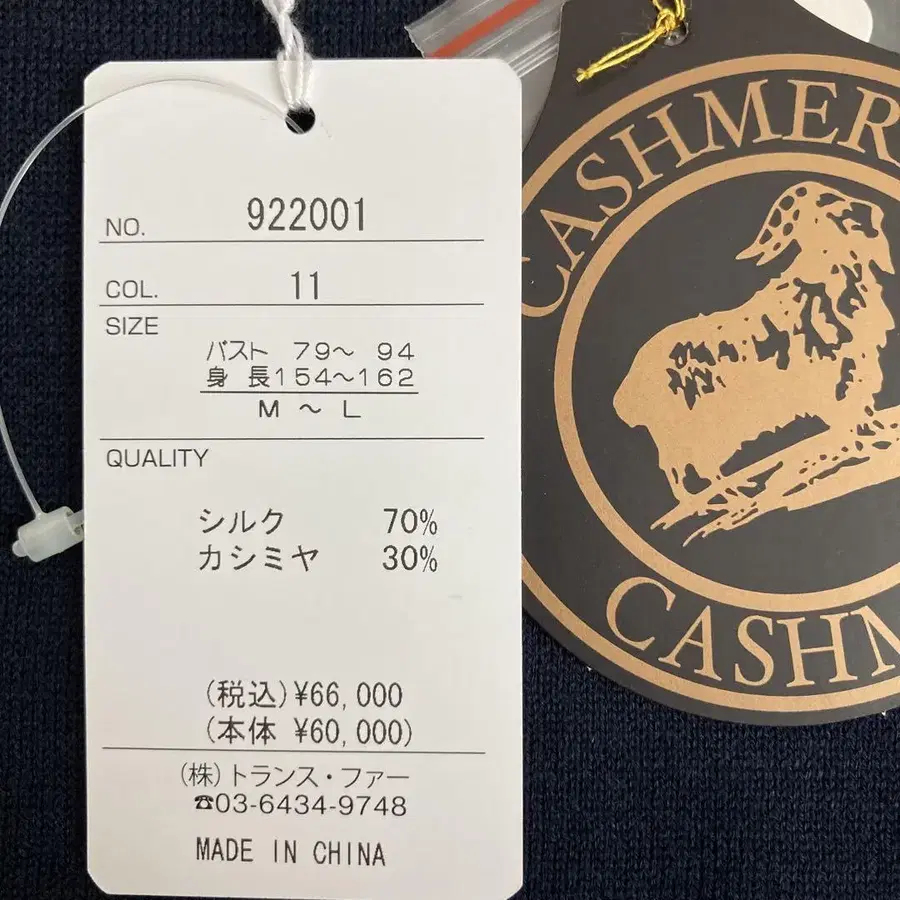 NO. 922001
COL. 11
SIZE
バスト 79～ 94
身 長154～162
M ～ L
QUALITY
シルク 70%
カシミヤ 30%
(税込)¥66,000
(本体 ¥60,000)
(株)トランス・ファー
☎03-6434-9748
MADE IN CHINA
CASHMER
CASHM